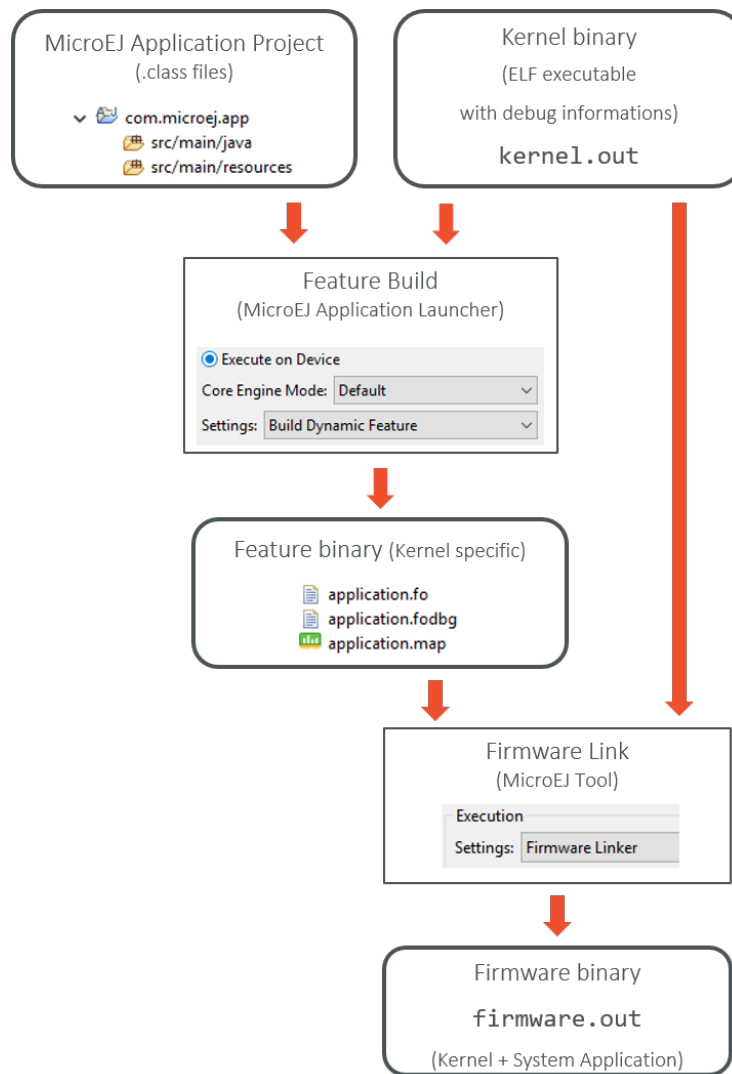 MicroEJ Application Project
(.class files)
com.microej.app
src/main/java
src/main/resources
Kernel binary
(ELF executable
with debug informations)
kernel.out
Feature Build
(MicroEJ Application Launcher)
Execute on Device
Core Engine Mode: Default
Settings: Build Dynamic Feature
Feature binary (Kernel specific)
application.fo
application.fodbg
application.map
Firmware Link
(MicroEJ Tool)
Execution
Settings: Firmware Linker
Firmware binary
firmware.out
(Kernel + System Application)